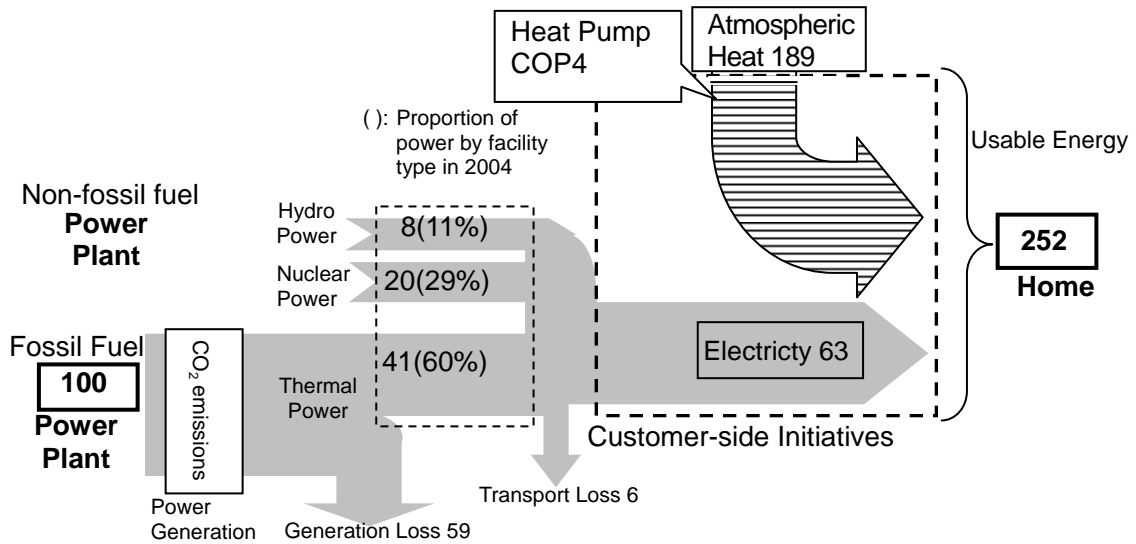 Heat Pump
COP4
Atmospheric
Heat 189
( ): Proportion of
power by facility
type in 2004
Usable Energy
Non-fossil fuel
Power
Plant
Hydro
Power
8(11%)
Nuclear
Power
20(29%)
252
Home
Fossil Fuel
100
Power
Plant
CO₂ emissions
Thermal
Power
41(60%)
Electricty 63
Customer-side Initiatives
Power
Generation
Generation Loss 59
Transport Loss 6